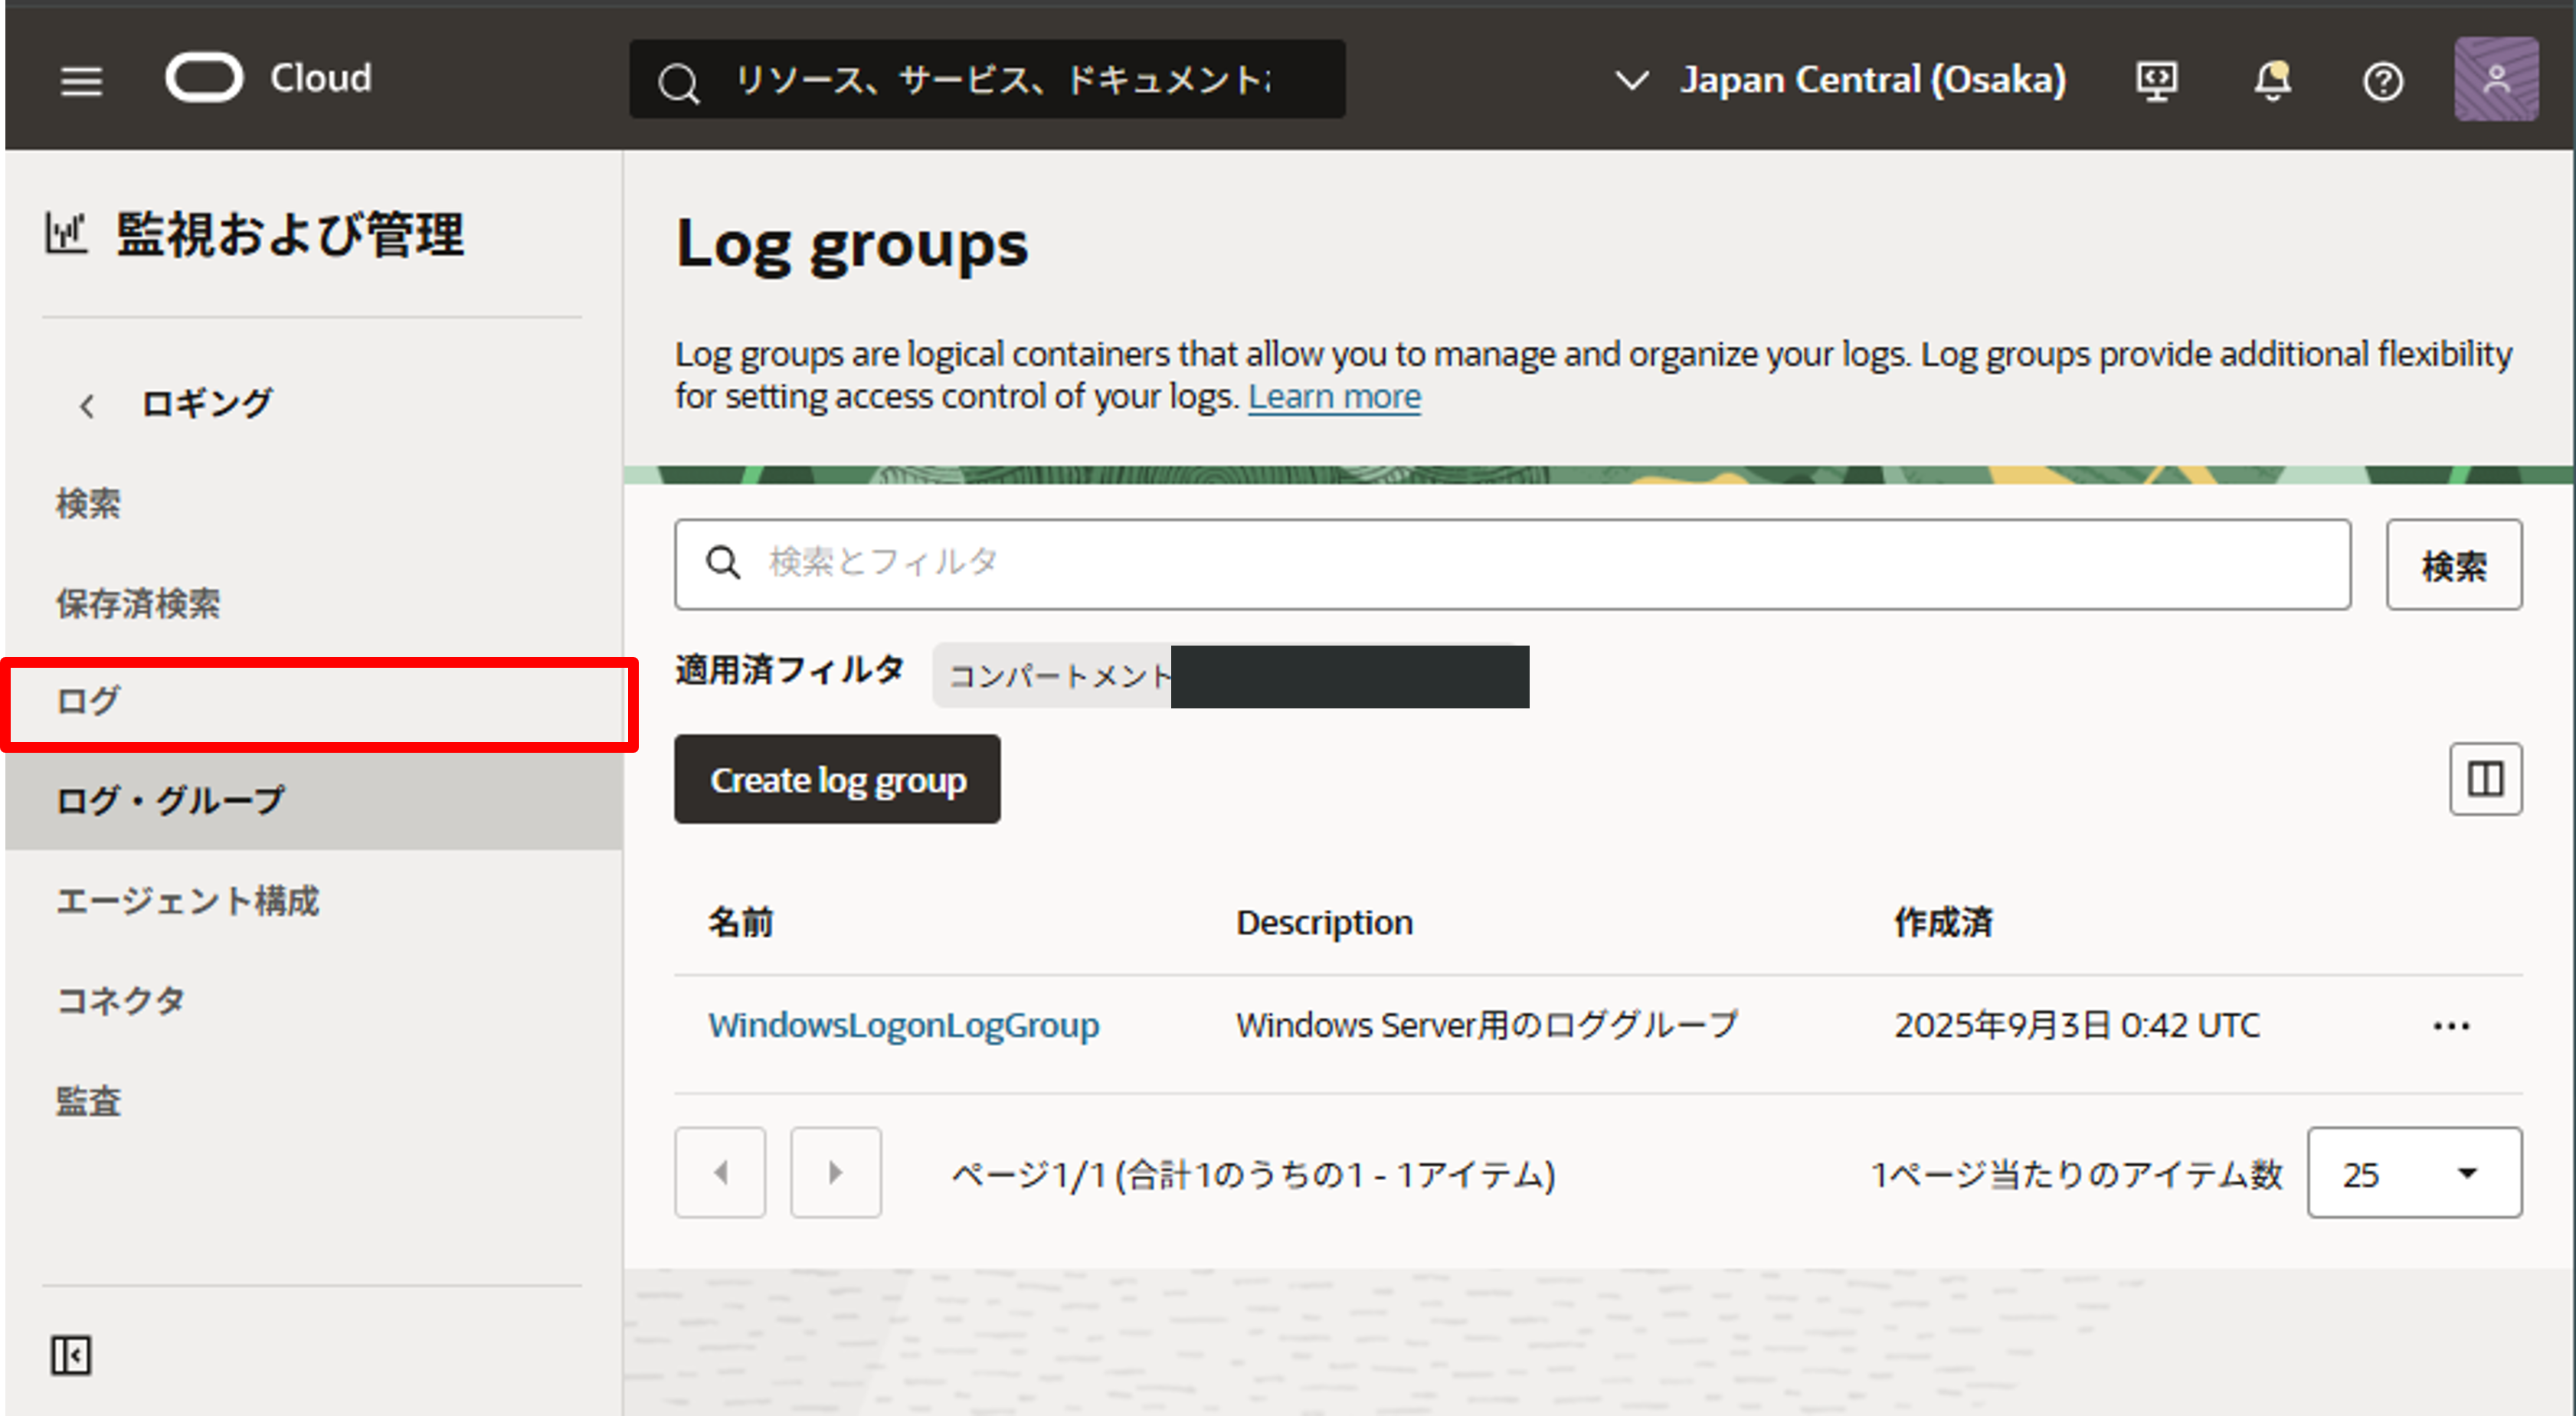 Cloud
リソース、サービス、ドキュメント
Japan Central (Osaka)
監視および管理
ロギング
検索
保存済検索
ログ
ログ・グループ
エージェント構成
コネクタ
監査
Log groups
Log groups are logical containers that allow you to manage and organize your logs. Log groups provide additional flexibility
for setting access control of your logs. Learn more
検索とフィルタ
検索
適用済フィルタ
コンパートメント
Create log group
名前 Description 作成済
WindowsLogonLogGroup Windows Server用のロググループ 2025年9月3日 0:42 UTC
ページ1/1 (合計1のうちの1 - 1アイテム)
1ページ当たりのアイテム数 25